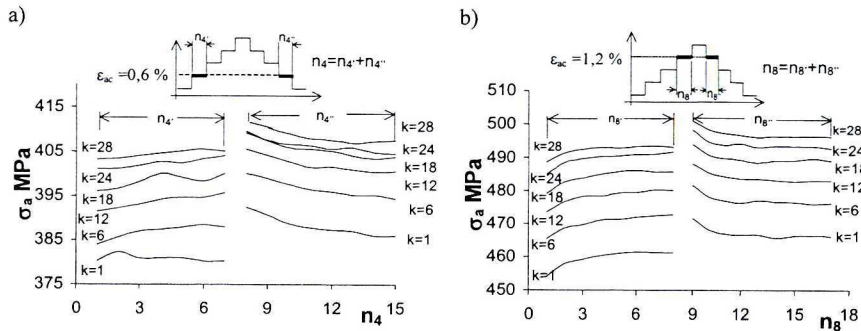 a)
n4' n4''
n4=n4'+n4''
εac =0,6 %
415
405
395
385
375
σa MPa
n4' n4''
k=28
k=24
k=18
k=12
k=6
k=1
k=28
k=24
k=18
k=12
k=6
k=1
0 3 6 9 12 15
n4
b)
εac =1,2 %
n8=n8'+n8''
n8' n8''
510
500
490
480
470
460
450
σa MPa
n8' n8''
k=28
k=24
k=18
k=12
k=6
k=1
k=28
k=24
k=18
k=12
k=6
k=1
0 3 6 9 12 15 18
n8